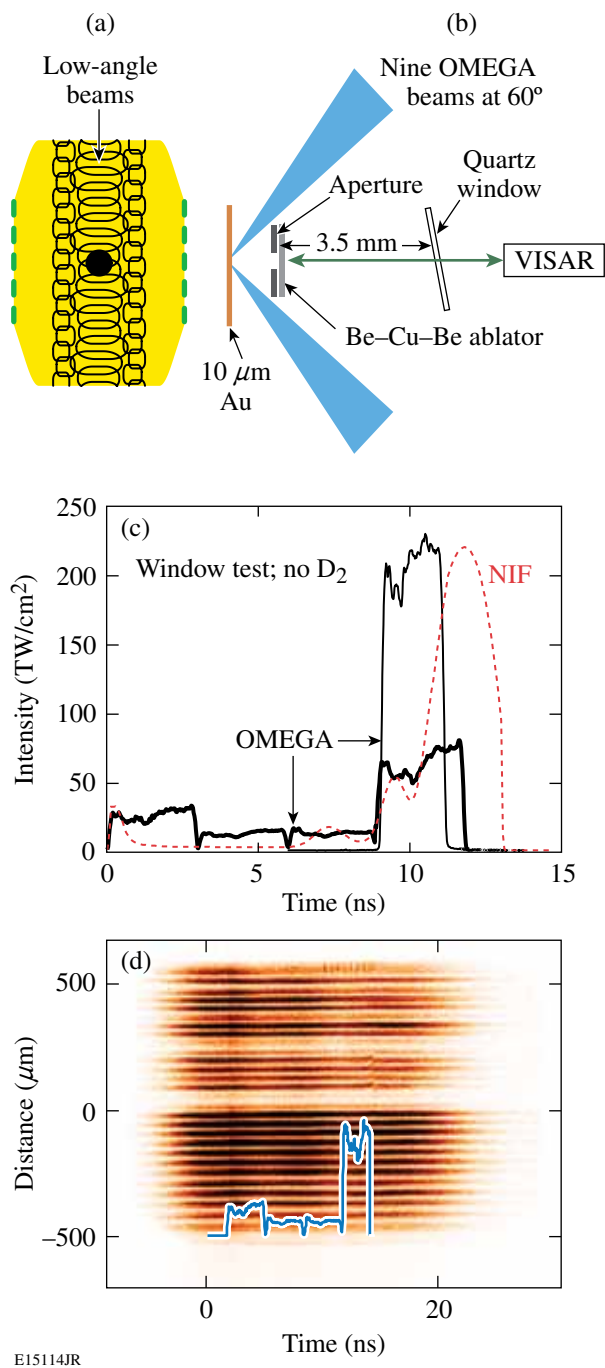 (a)
(b)
Low-angle
beams
Nine OMEGA
beams at 60º
Aperture
Quartz
window
3.5 mm
VISAR
Be–Cu–Be ablator
10 μm
Au
(c)
Window test; no D2
NIF
OMEGA
Intensity (TW/cm2)
250
200
150
100
50
0
0
5
10
15
Time (ns)
(d)
Distance (μm)
500
0
–500
0
20
Time (ns)
E15114JR